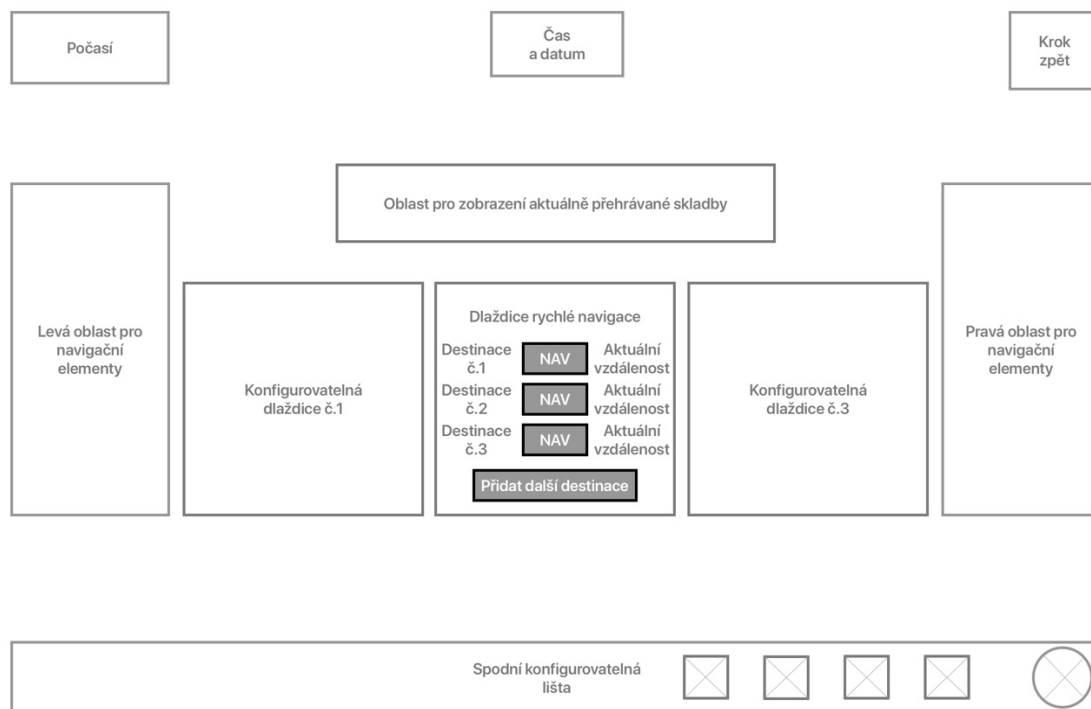 Počasí
Čas
a datum
Krok
zpět
Oblast pro zobrazení aktuálně přehrávané skladby
Levá oblast pro
navigační
elementy
Konfigurovatelná
dlaždice č.1
Dlaždice rychlé navigace
Destinace
č.1
NAV
Aktuální
vzdálenost
Destinace
č.2
NAV
Aktuální
vzdálenost
Destinace
č.3
NAV
Aktuální
vzdálenost
Přidat další destinace
Konfigurovatelná
dlaždice č.3
Pravá oblast pro
navigační
elementy
Spodní konfigurovatelná
lišta